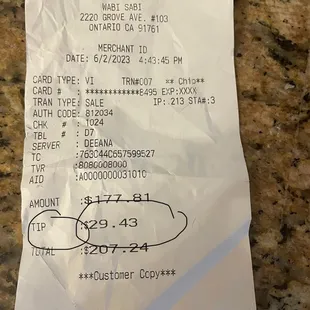 WABI SABI
2220 GROVE AVE. #103
ONTARIO CA 91761
MERCHANT ID
DATE: 6/2/2023 4:43:45 PM
CARD TYPE: VI TRN#007 ** Chip**
CARD # : ************8495 EXP:XXXX
TRAN TYPE: SALE IP:.213 STA#:3
AUTH CODE: 812034
CHK # : 1024
TBL # : D7
SERVER : DEEANA
TC :763C44C557599527
TVR :8080008000
AID :A0000000031010
AMOUNT :$177.81
TIP :$29.43
TOTAL :$207.24
***Customer Copy***